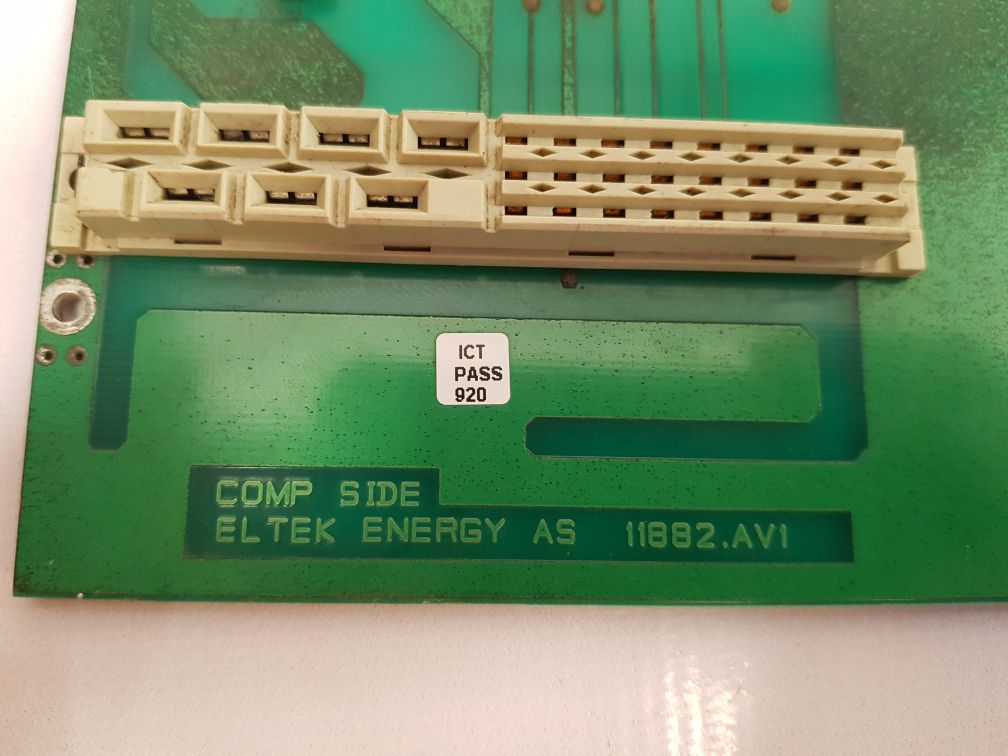 ICT
PASS
920
COMP SIDE
ELTEK ENERGY AS 11882.AV1